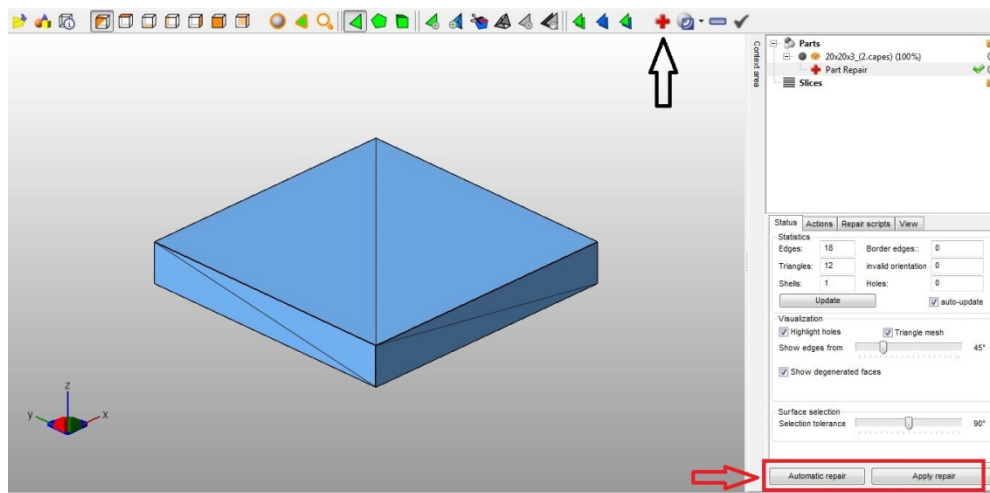 Context area
Parts
20x20x3_(2.capes) (100%)
Part Repair
Slices
Status Actions Repair scripts View
Statistics
Edges: 18 Border edges:: 0
Triangles: 12 invalid orientation 0
Shells: 1 Holes: 0
Update auto-update
Visualization
Highlight holes Triangle mesh
Show edges from 45°
Show degenerated faces
Surface selection
Selection tolerance 90°
Automatic repair Apply repair
z
y x